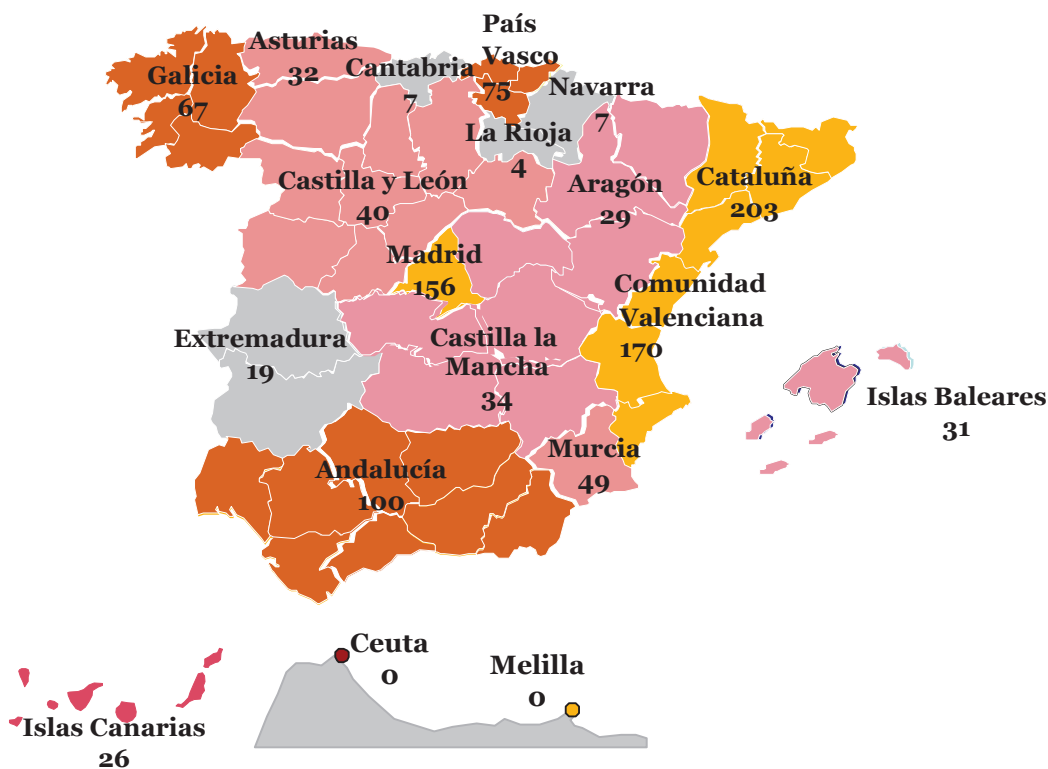 País
Vasco
75
Asturias
32
Cantabria
7
Galicia
67
Navarra
7
La Rioja
4
Castilla y León
40
Aragón
29
Cataluña
203
Madrid
156
Comunidad
Valenciana
170
Extremadura
19
Castilla la
Mancha
34
Islas Baleares
31
Murcia
49
Andalucía
100
Ceuta
0
Melilla
0
Islas Canarias
26